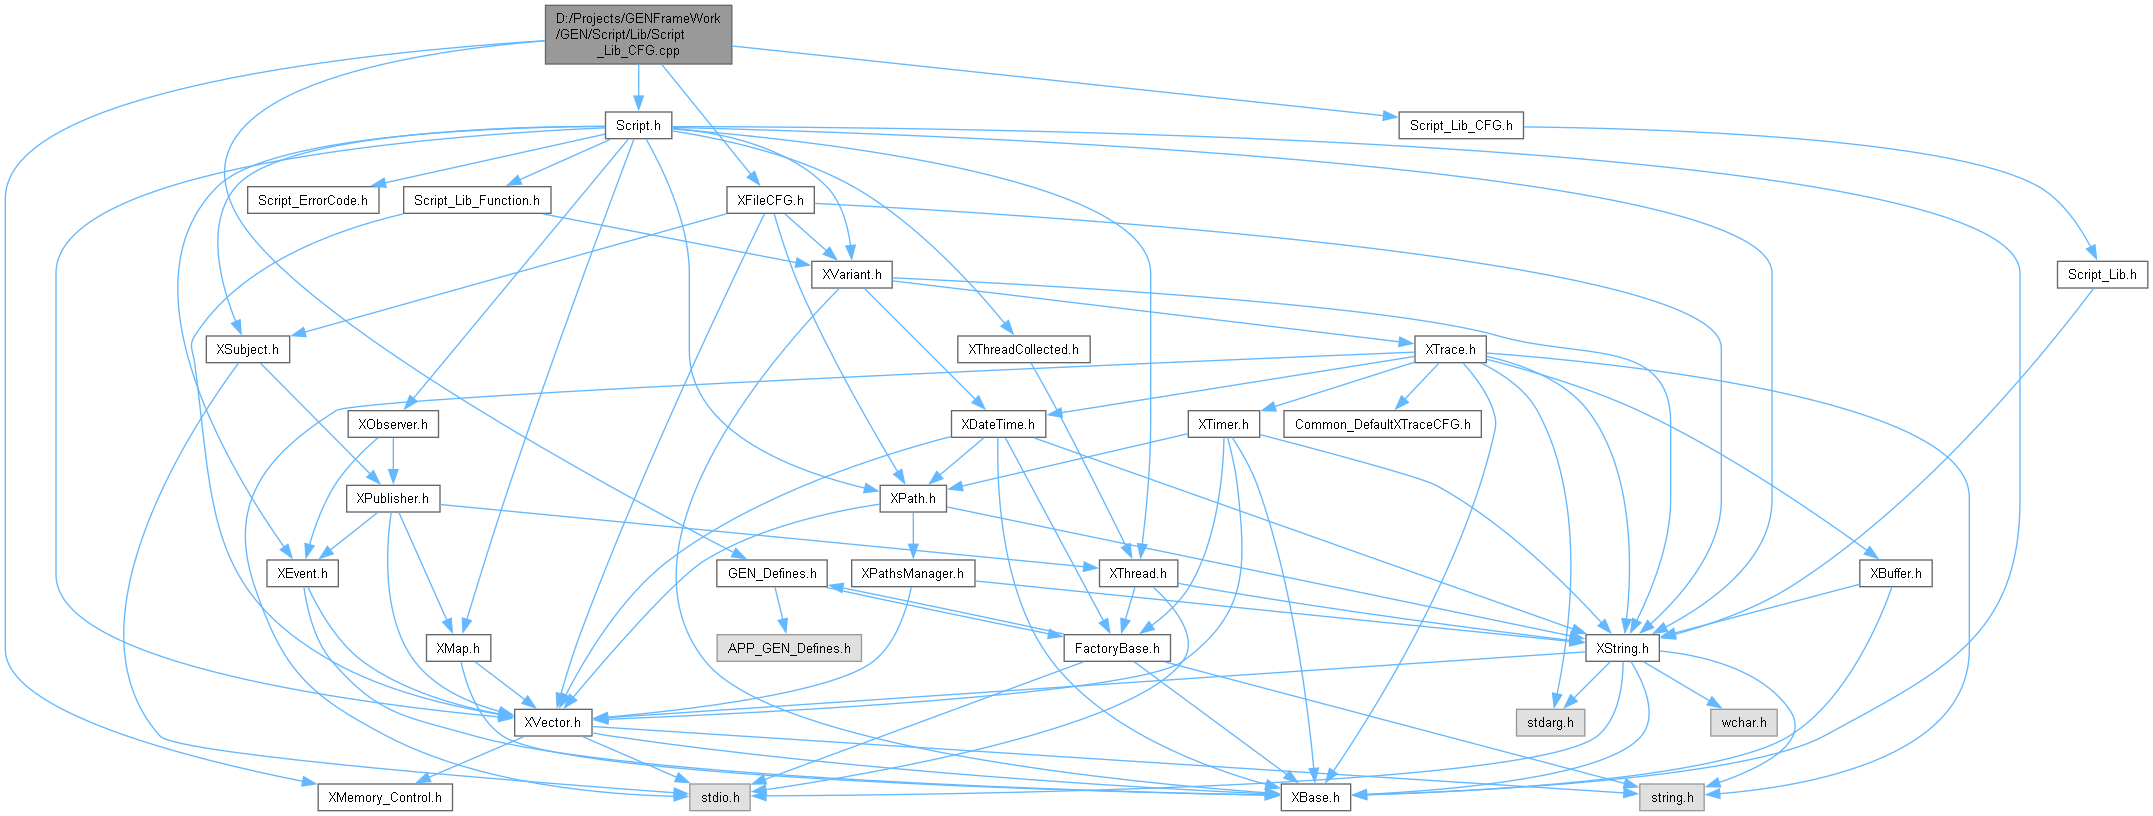 D:/Projects/GENFrameWork
/GEN/Script/Lib/Script
_Lib_CFG.cpp
Script.h
Script_Lib_CFG.h
Script_ErrorCode.h
Script_Lib_Function.h
XFileCFG.h
XVariant.h
Script_Lib.h
XSubject.h
XThreadCollected.h
XTrace.h
XObserver.h
XDateTime.h
XTimer.h
Common_DefaultXTraceCFG.h
XPublisher.h
XPath.h
XEvent.h
GEN_Defines.h
XPathsManager.h
XThread.h
XBuffer.h
XMap.h
APP_GEN_Defines.h
FactoryBase.h
XString.h
XVector.h
stdarg.h
wchar.h
XMemory_Control.h
stdio.h
XBase.h
string.h